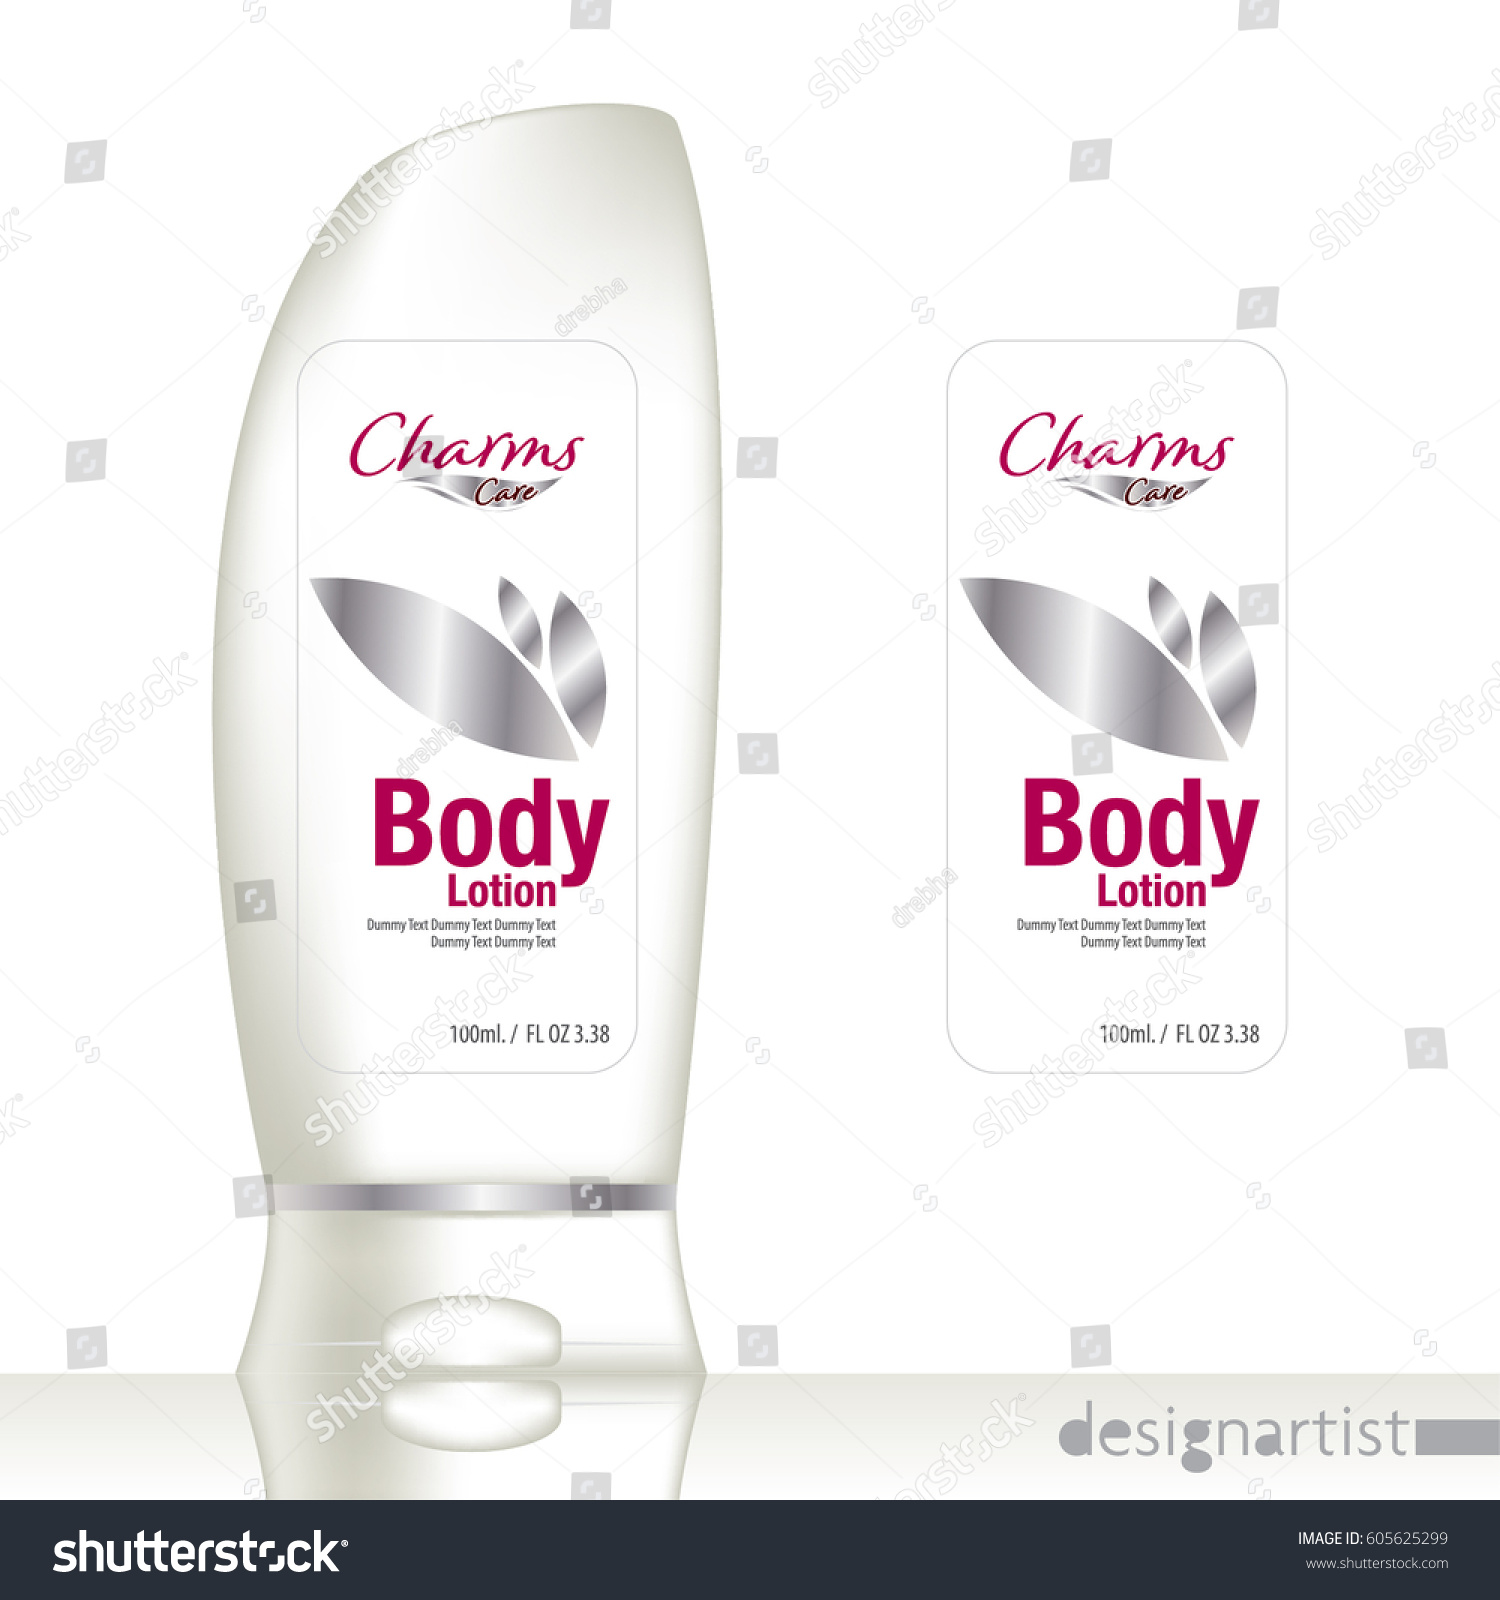 Charms
Care
Body
Lotion
Dummy Text Dummy Text Dummy Text
Dummy Text Dummy Text
100ml. / FL OZ 3.38
Charms
Care
Body
Lotion
Dummy Text Dummy Text Dummy Text
Dummy Text Dummy Text
100ml. / FL OZ 3.38
shutterstock
drebha
designartist
shutterstock
IMAGE ID: 605625299
www.shutterstock.com